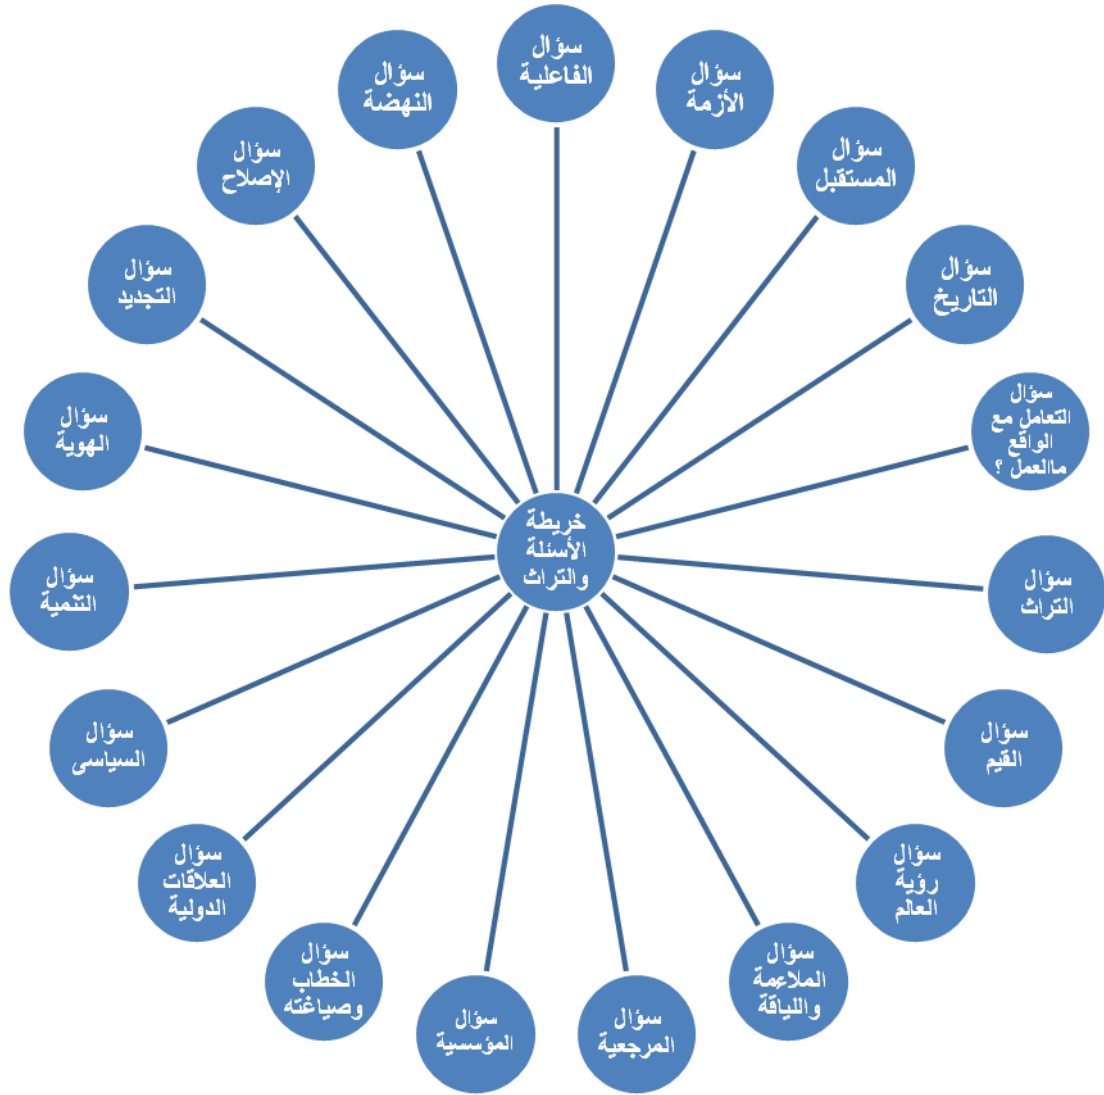 سؤال
الفاعلية
سؤال
الأزمة
سؤال
المستقبل
سؤال
التاريخ
سؤال
التعامل مع
الواقع
ماالعمل ؟
سؤال
التراث
سؤال
القيم
سؤال
رؤية
العالم
سؤال
الملاءمة
واللياقة
سؤال
المرجعية
سؤال
المؤسسية
سؤال
الخطاب
وصياغته
سؤال
العلاقات
الدولية
سؤال
السياسى
سؤال
التنمية
سؤال
الهوية
سؤال
التجديد
سؤال
الإصلاح
سؤال
النهضة
خريطة
الأسئلة
والتراث